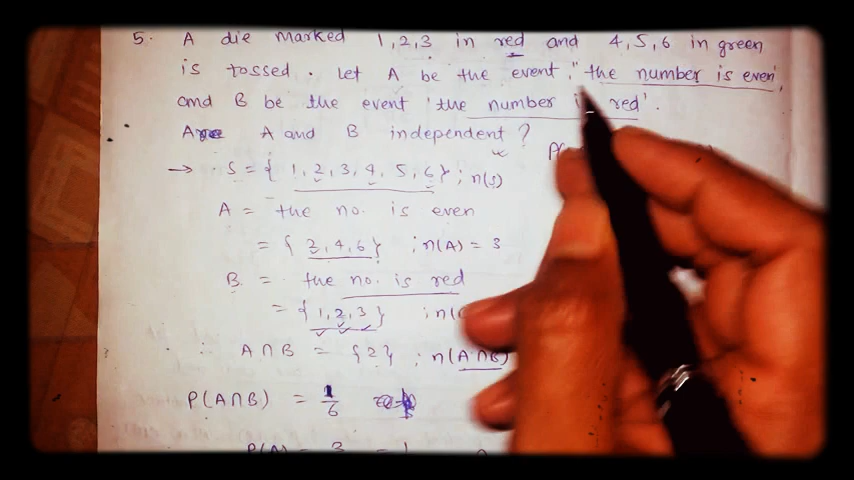 5. A die marked 1,2,3 in red and 4,5,6 in green
is tossed. Let A be the event, "the number is even,
and B be the event 'the number i red'.
Are A and B independent?
P(
→ S = { 1, 2, 3, 4, 5, 6 } ; n(S)
A = the no. is even
= { 2, 4, 6 } ; n(A) = 3
B = the no. is red
= { 1, 2, 3 } ; n(
∴ A∩B = {2} ; n(A∩B)
P(A∩B) = 1/6
P(A) = 3 = 1